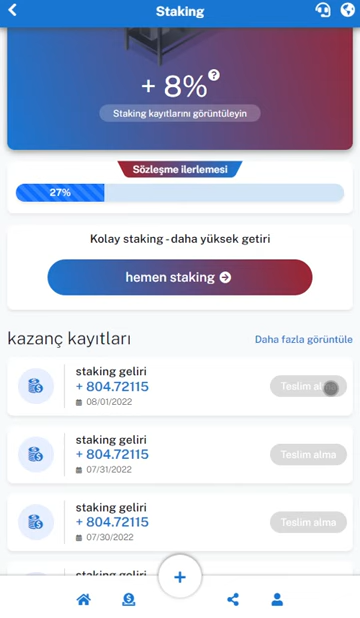 Staking
+ 8%?
Staking kayıtlarını görüntüleyin
Sözleşme ilerlemesi
27%
Kolay staking - daha yüksek getiri
hemen staking
kazanç kayıtları
Daha fazla görüntüle
staking geliri
+ 804.72115
Teslim alma
08/01/2022
staking geliri
+ 804.72115
Teslim alma
07/31/2022
staking geliri
+ 804.72115
Teslim alma
07/30/2022
staking geliri